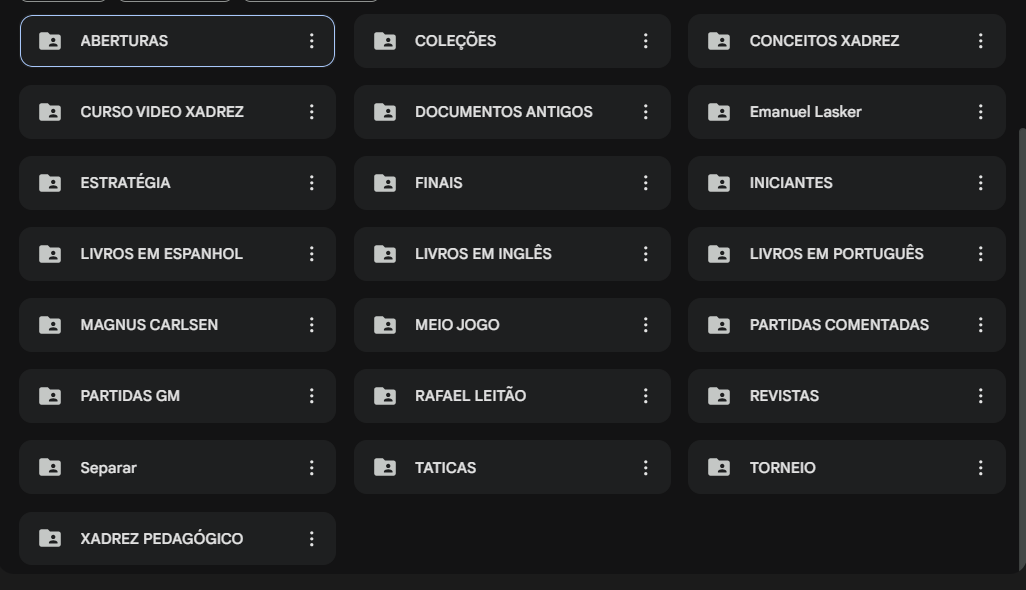 ABERTURAS
COLEÇÕES
CONCEITOS XADREZ
CURSO VIDEO XADREZ
DOCUMENTOS ANTIGOS
Emanuel Lasker
ESTRATÉGIA
FINAIS
INICIANTES
LIVROS EM ESPANHOL
LIVROS EM INGLÊS
LIVROS EM PORTUGUÊS
MAGNUS CARLSEN
MEIO JOGO
PARTIDAS COMENTADAS
PARTIDAS GM
RAFAEL LEITÃO
REVISTAS
Separar
TATICAS
TORNEIO
XADREZ PEDAGÓGICO